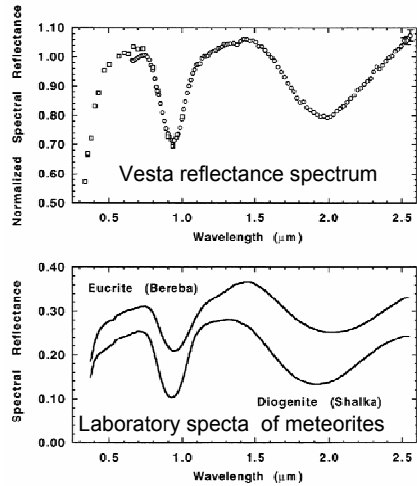 Normalized Spectral Reflectance
1.10
1.00
0.90
0.80
0.70
0.60
0.50
Vesta reflectance spectrum
0.5 1.0 1.5 2.0 2.5
Wavelength (μm)
Spectral Reflectance
0.40
0.30
0.20
0.10
0.00
Eucrite (Bereba)
Diogenite (Shalka)
Laboratory specta of meteorites
0.5 1.0 1.5 2.0 2.5
Wavelength (μm)